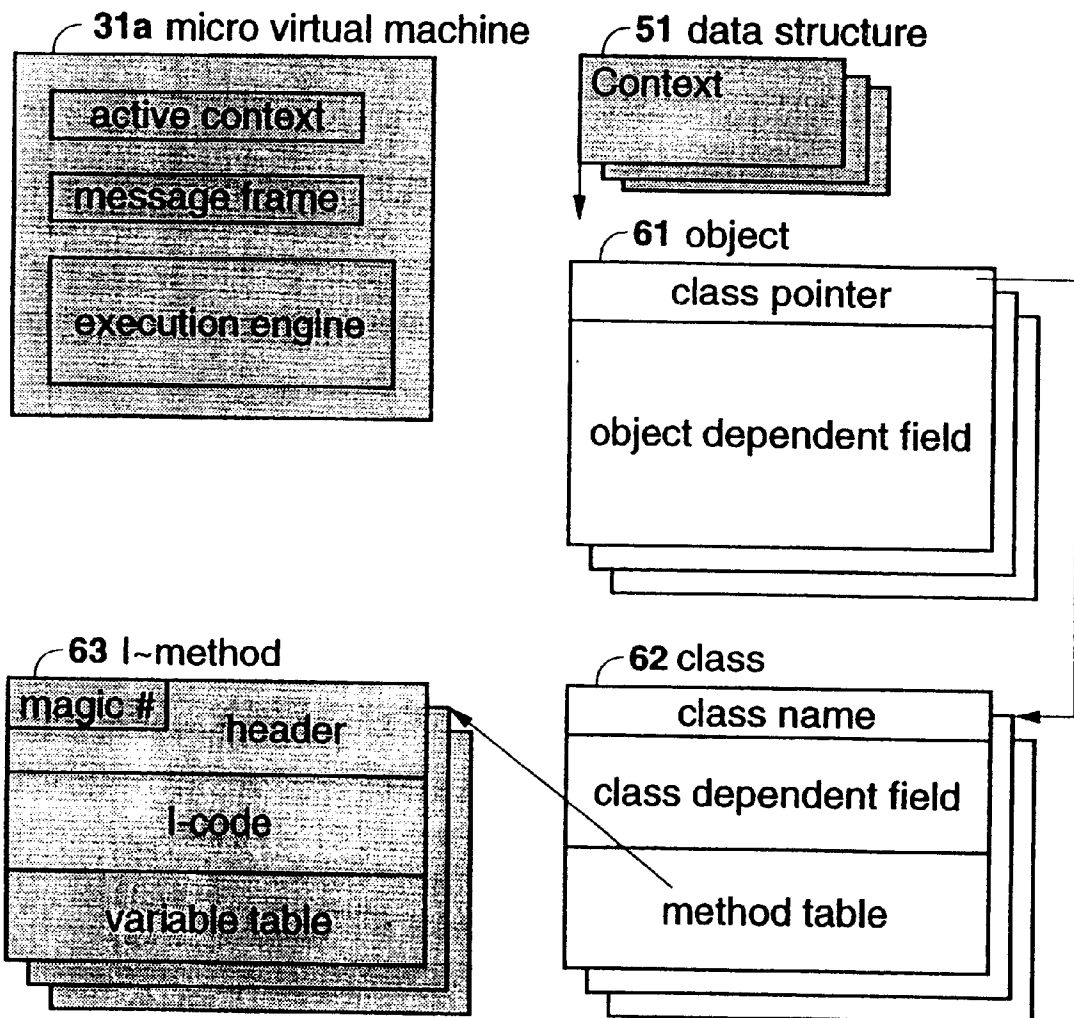 31a micro virtual machine
active context
message frame
execution engine
51 data structure
Context
61 object
class pointer
object dependent field
63 I~method
magic #
header
I-code
variable table
62 class
class name
class dependent field
method table